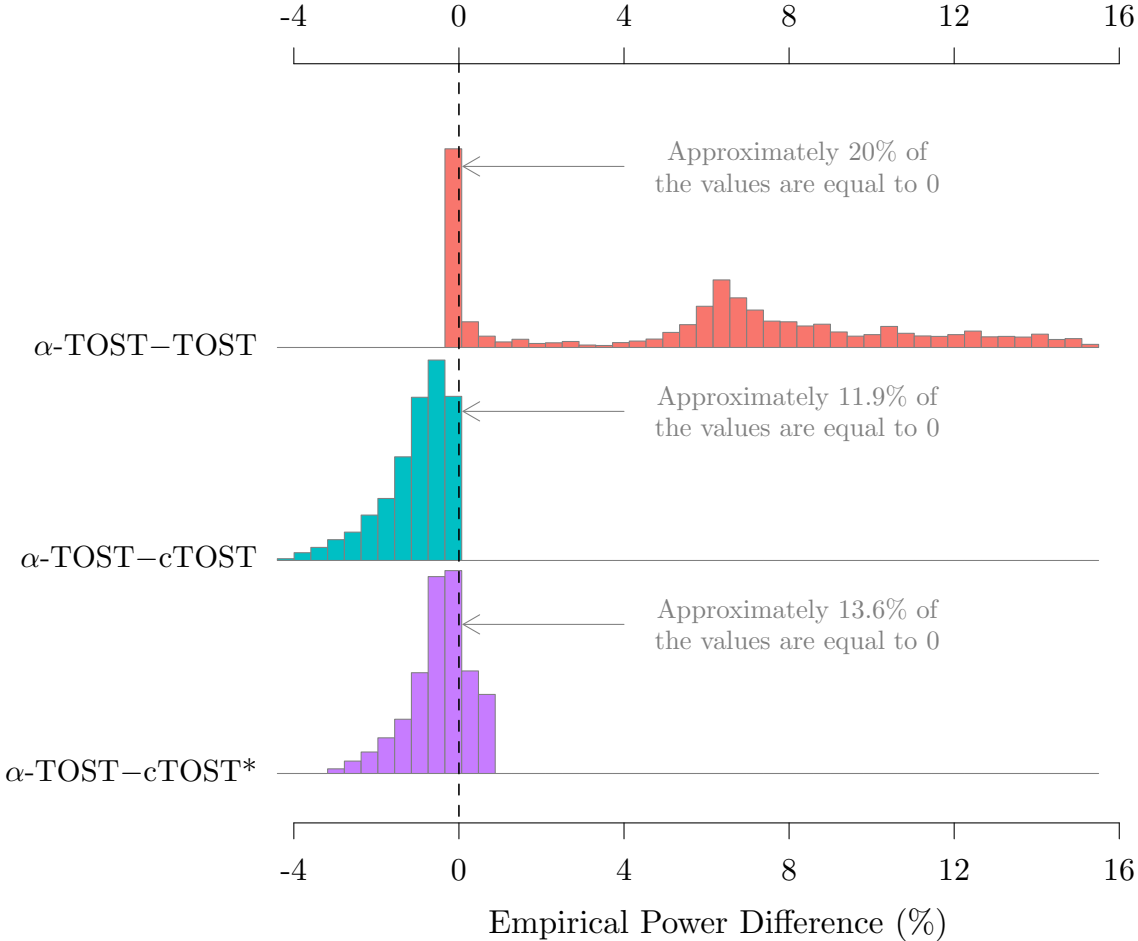 -4 0 4 8 12 16
Approximately 20% of
the values are equal to 0
α-TOST−TOST
Approximately 11.9% of
the values are equal to 0
α-TOST−cTOST
Approximately 13.6% of
the values are equal to 0
α-TOST−cTOST*
-4 0 4 8 12 16
Empirical Power Difference (%)